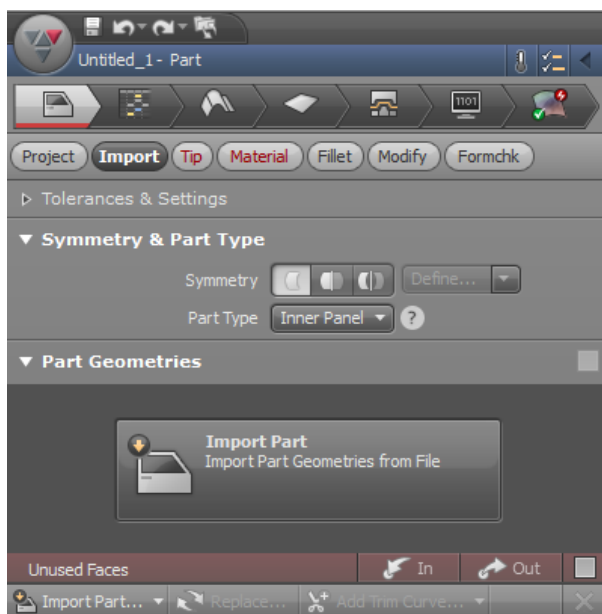 Untitled_1 - Part
1101
Project Import Tip Material Fillet Modify Formchk
Tolerances & Settings
Symmetry & Part Type
Symmetry Define...
Part Type Inner Panel ?
Part Geometries
Import Part
Import Part Geometries from File
Unused Faces In Out
Import Part... Replace... Add Trim Curve...